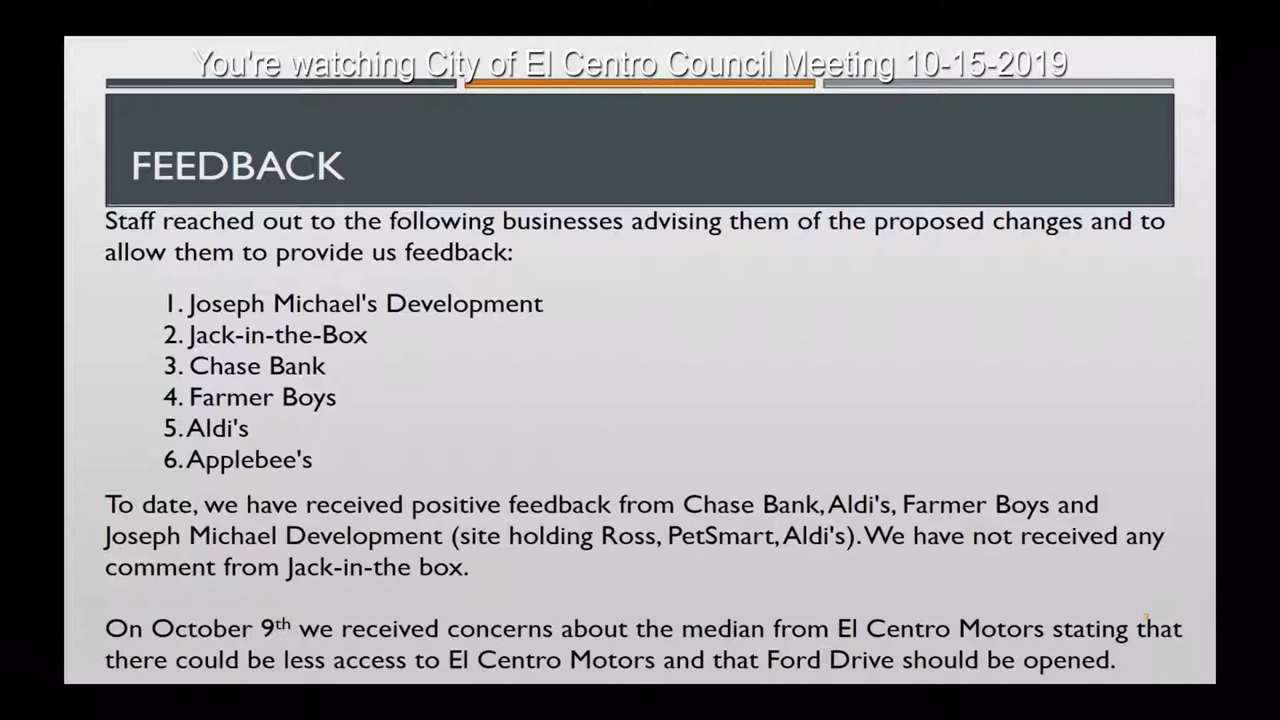 You're watching City of El Centro Council Meeting 10-15-2019
FEEDBACK
Staff reached out to the following businesses advising them of the proposed changes and to
allow them to provide us feedback:
1. Joseph Michael's Development
2. Jack-in-the-Box
3. Chase Bank
4. Farmer Boys
5. Aldi's
6. Applebee's
To date, we have received positive feedback from Chase Bank, Aldi's, Farmer Boys and
Joseph Michael Development (site holding Ross, PetSmart, Aldi's). We have not received any
comment from Jack-in-the box.
On October 9th we received concerns about the median from El Centro Motors stating that
there could be less access to El Centro Motors and that Ford Drive should be opened.